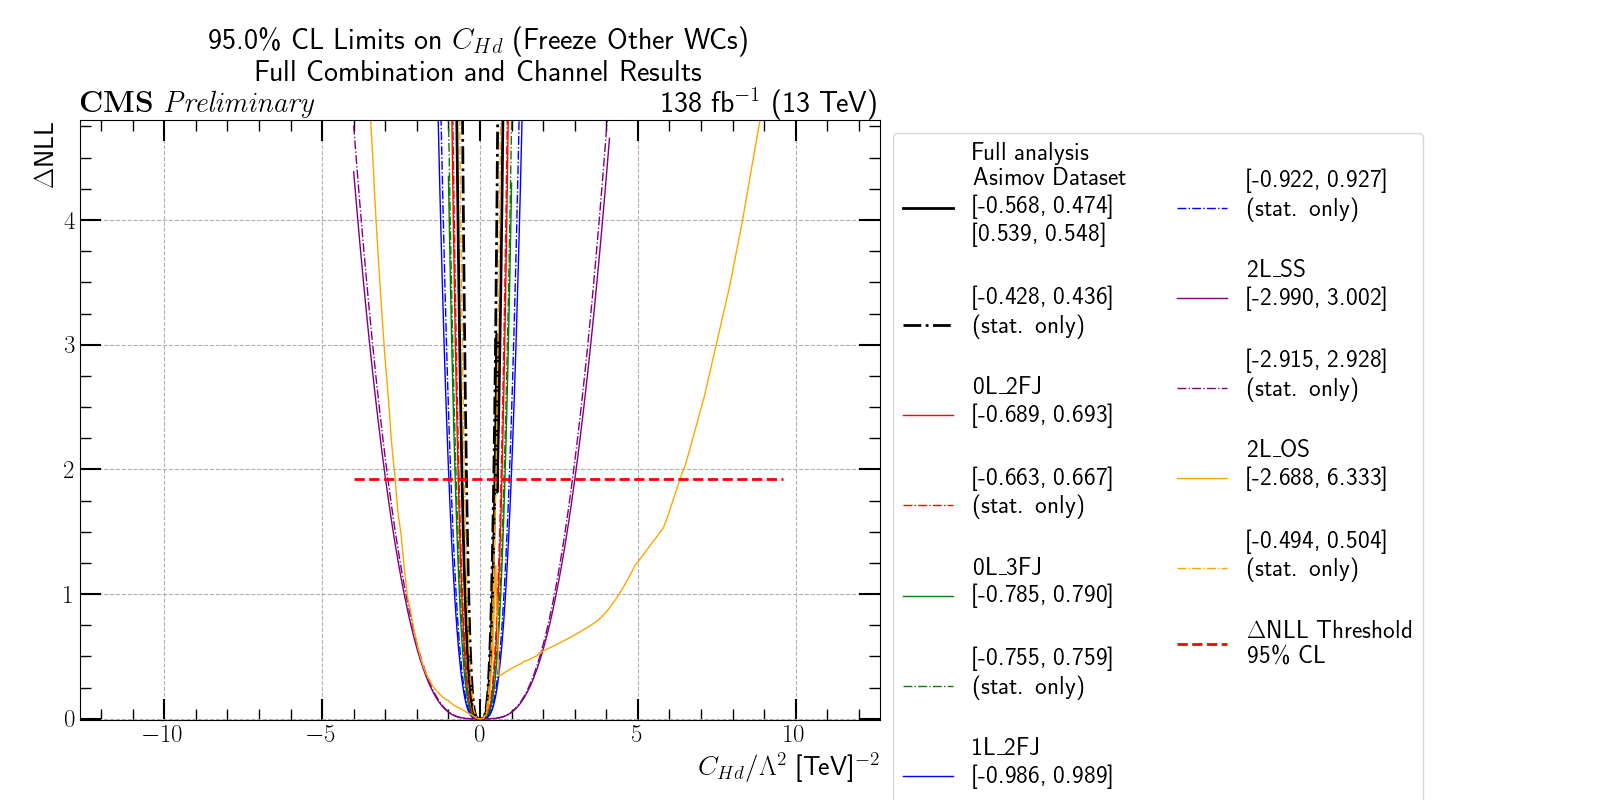 95.0% CL Limits on C_{Hd} (Freeze Other WCs)
Full Combination and Channel Results
CMS Preliminary
138 fb^{-1} (13 TeV)
ΔNLL
4
3
2
1
0
−10
−5
0
5
10
C_{Hd}/Λ^2 [TeV]^{-2}
Full analysis
Asimov Dataset
[-0.568, 0.474]
[0.539, 0.548]
[-0.428, 0.436]
(stat. only)
0L_2FJ
[-0.689, 0.693]
[-0.663, 0.667]
(stat. only)
0L_3FJ
[-0.785, 0.790]
[-0.755, 0.759]
(stat. only)
1L_2FJ
[-0.986, 0.989]
[-0.922, 0.927]
(stat. only)
2L_SS
[-2.990, 3.002]
[-2.915, 2.928]
(stat. only)
2L_OS
[-2.688, 6.333]
[-0.494, 0.504]
(stat. only)
ΔNLL Threshold
95% CL